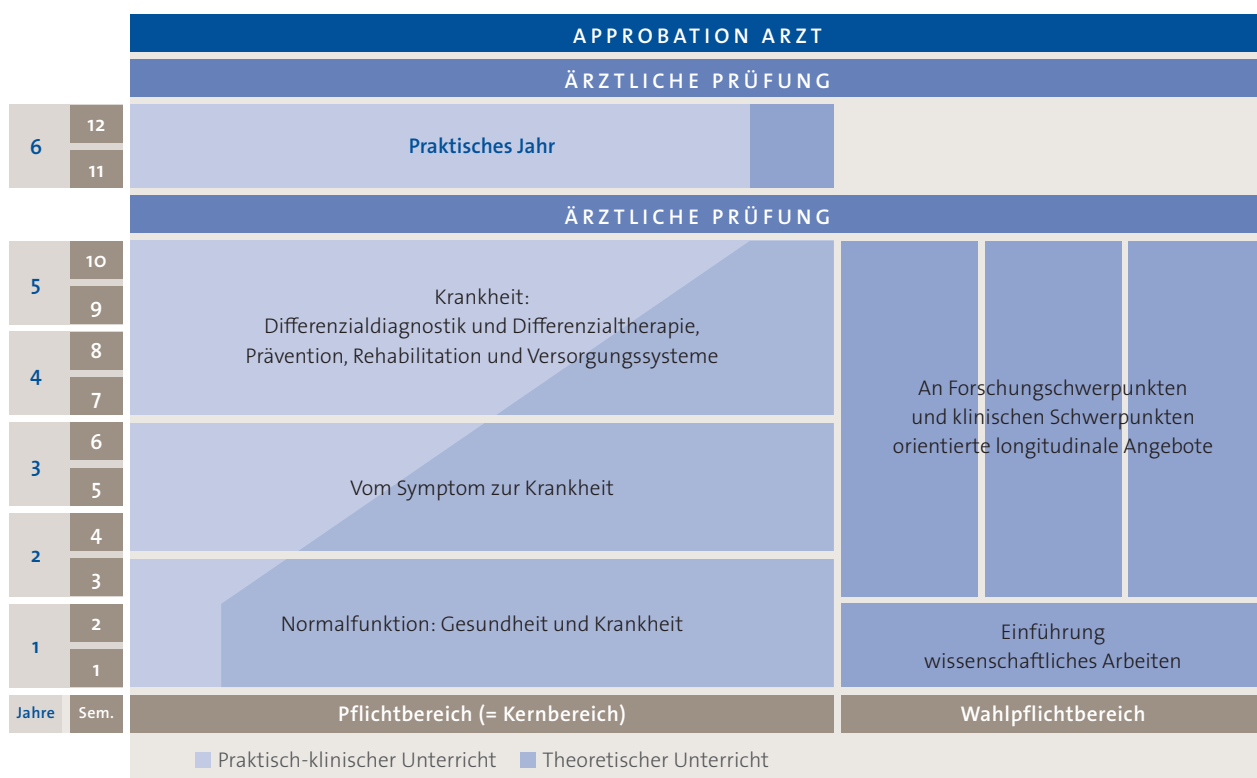 APPROBATION ARZT
ÄRZTLICHE PRÜFUNG
6
12
11
Praktisches Jahr
ÄRZTLICHE PRÜFUNG
5
10
9
4
8
7
Krankheit:
Differenzialdiagnostik und Differenzialtherapie,
Prävention, Rehabilitation und Versorgungssysteme
3
6
5
Vom Symptom zur Krankheit
2
4
3
1
2
1
Normalfunktion: Gesundheit und Krankheit
An Forschungschwerpunkten
und klinischen Schwerpunkten
orientierte longitudinale Angebote
Einführung
wissenschaftliches Arbeiten
Jahre
Sem.
Pflichtbereich (= Kernbereich)
Wahlpflichtbereich
Praktisch-klinischer Unterricht
Theoretischer Unterricht